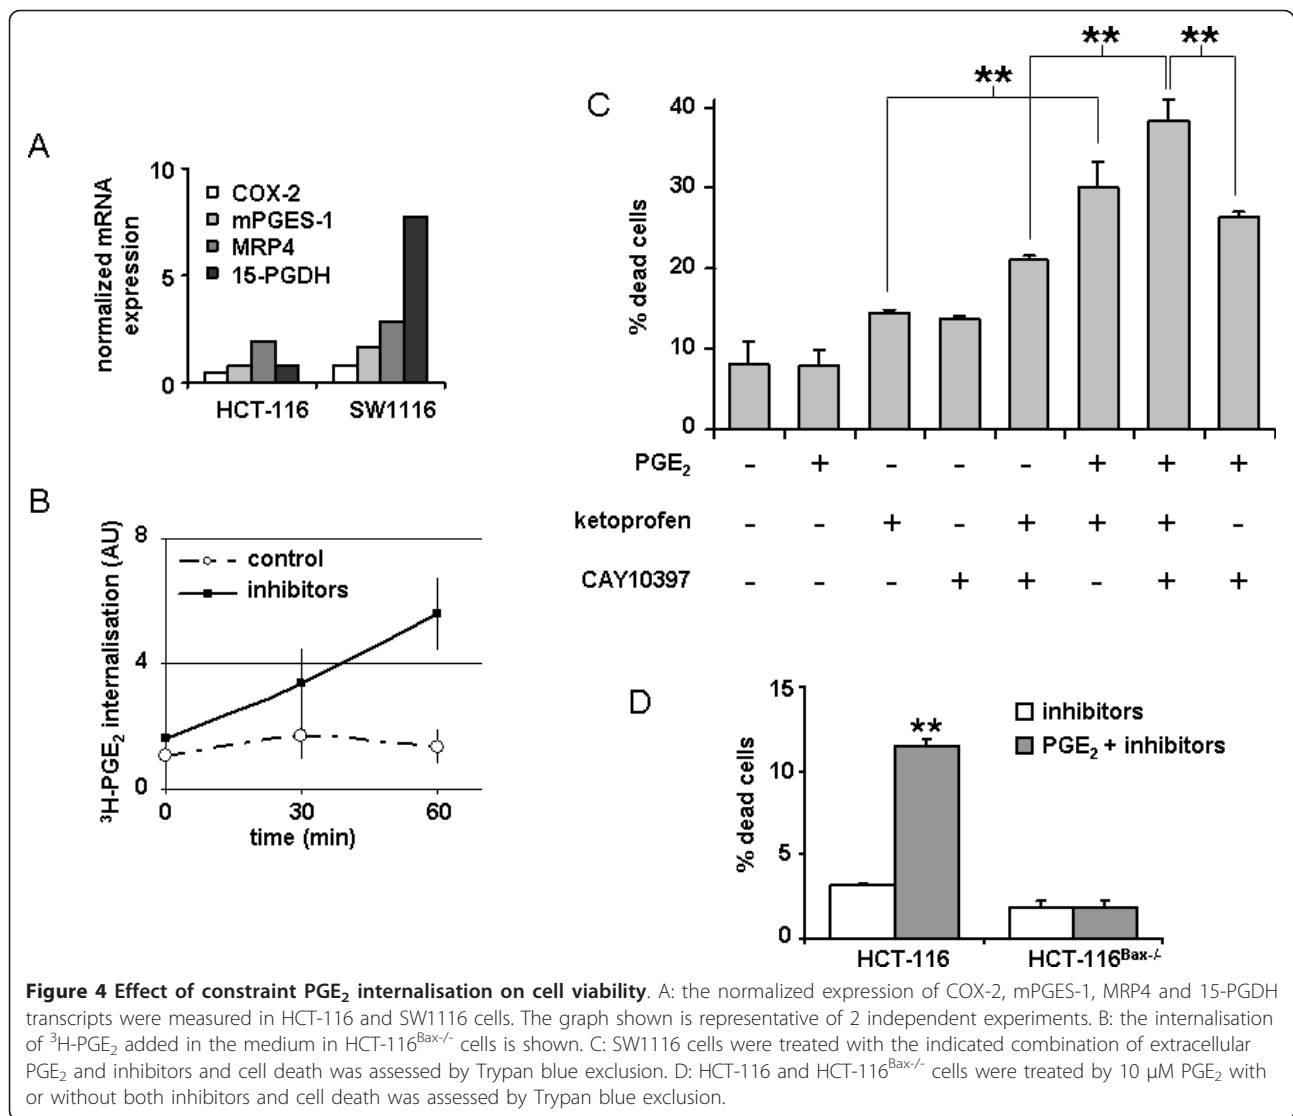 A
normalized mRNA
expression
10
5
0
COX-2
mPGES-1
MRP4
15-PGDH
HCT-116 SW1116
B
³H-PGE₂ internalisation (AU)
8
4
0
control
inhibitors
0 30 60
time (min)
C
% dead cells
40
30
20
10
0
** ** **
PGE₂ - + - - - + + +
ketoprofen - - + - + + + -
CAY10397 - - - + + - + +
D
% dead cells
15
10
5
0
**
inhibitors
PGE₂ + inhibitors
HCT-116 HCT-116^Bax-/-
Figure 4 Effect of constraint PGE₂ internalisation on cell viability. A: the normalized expression of COX-2, mPGES-1, MRP4 and 15-PGDH
transcripts were measured in HCT-116 and SW1116 cells. The graph shown is representative of 2 independent experiments. B: the internalisation
of ³H-PGE₂ added in the medium in HCT-116^Bax-/- cells is shown. C: SW1116 cells were treated with the indicated combination of extracellular
PGE₂ and inhibitors and cell death was assessed by Trypan blue exclusion. D: HCT-116 and HCT-116^Bax-/- cells were treated by 10 μM PGE₂ with
or without both inhibitors and cell death was assessed by Trypan blue exclusion.